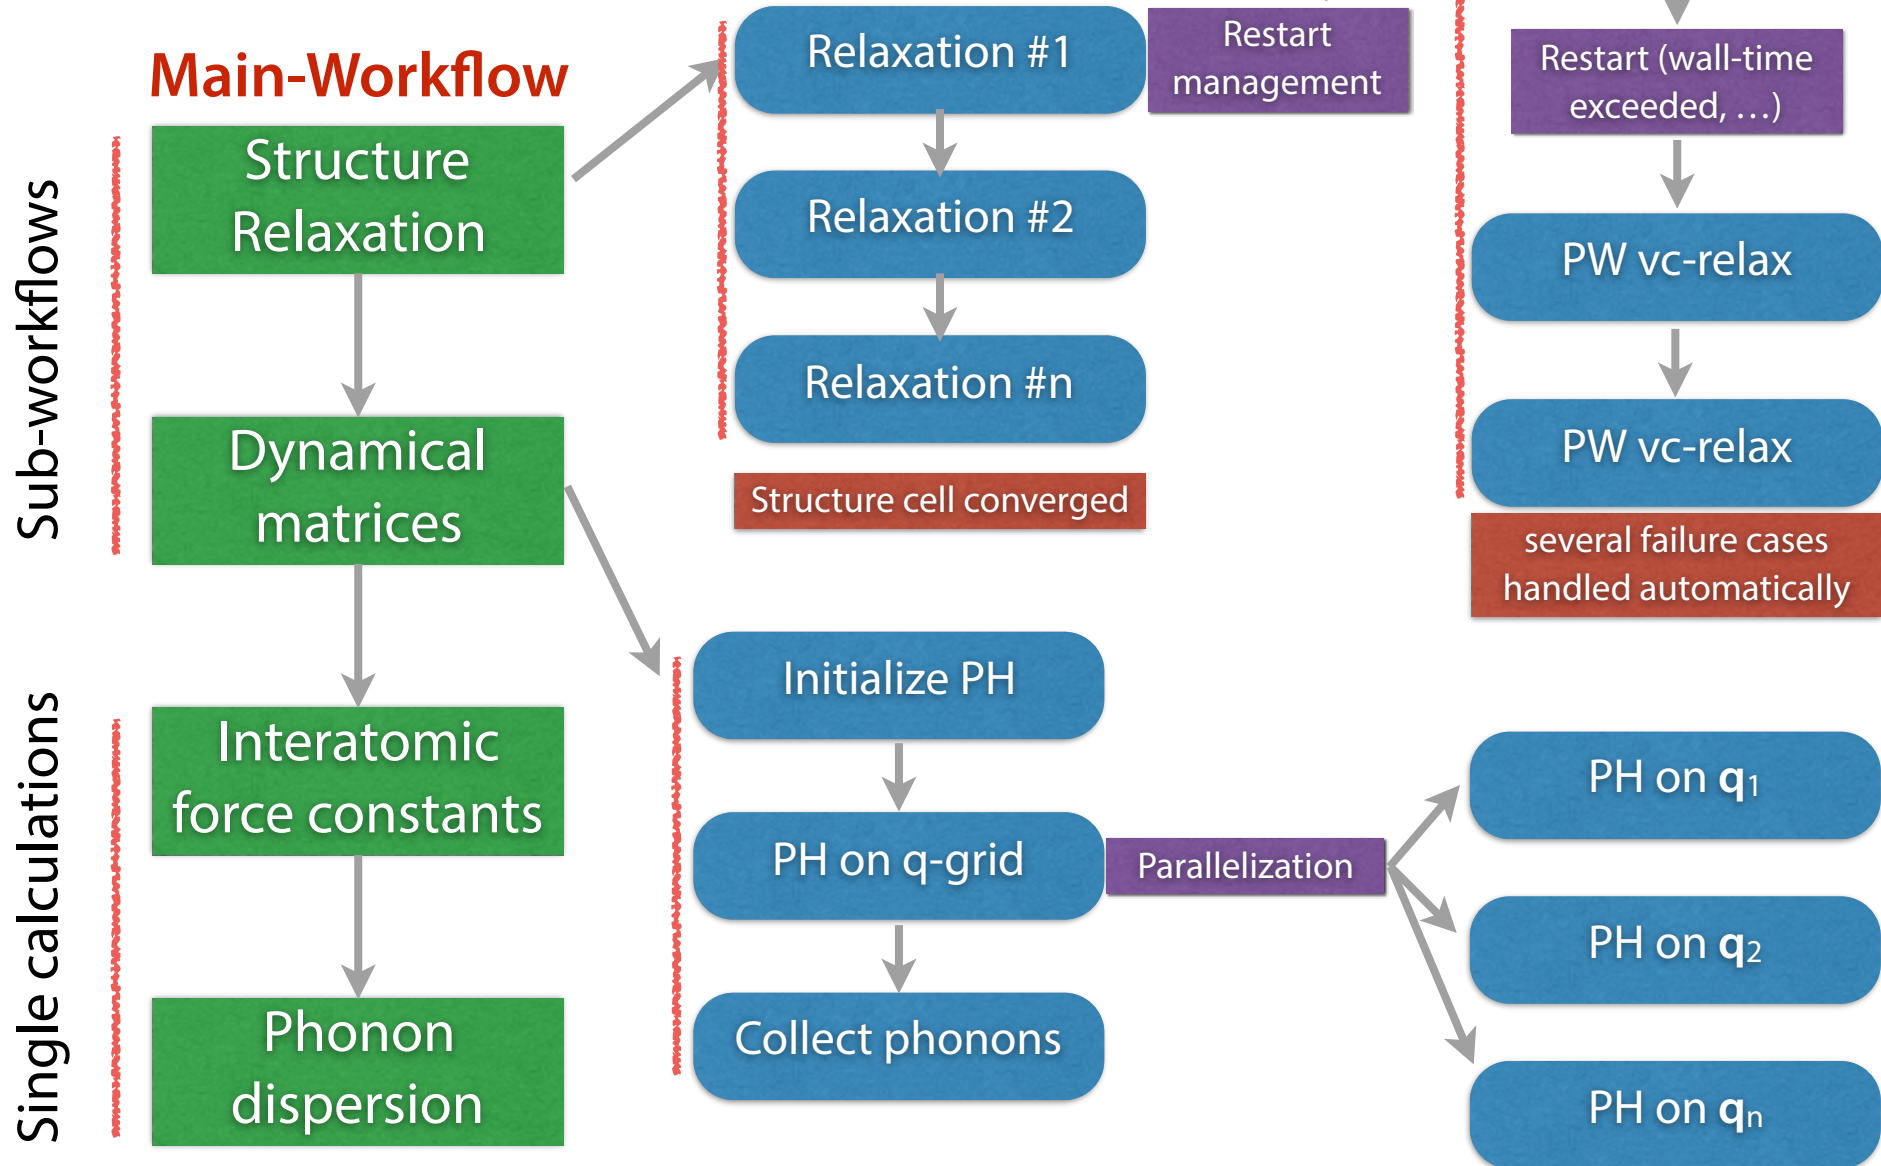 Main-Workflow
Sub-workflows
Single calculations
Structure
Relaxation
Dynamical
matrices
Interatomic
force constants
Phonon
dispersion
Relaxation #1
Restart
management
Relaxation #2
Relaxation #n
Structure cell converged
Restart (wall-time
exceeded, …)
PW vc-relax
PW vc-relax
several failure cases
handled automatically
Initialize PH
PH on q-grid
Parallelization
Collect phonons
PH on q₁
PH on q₂
PH on qₙ